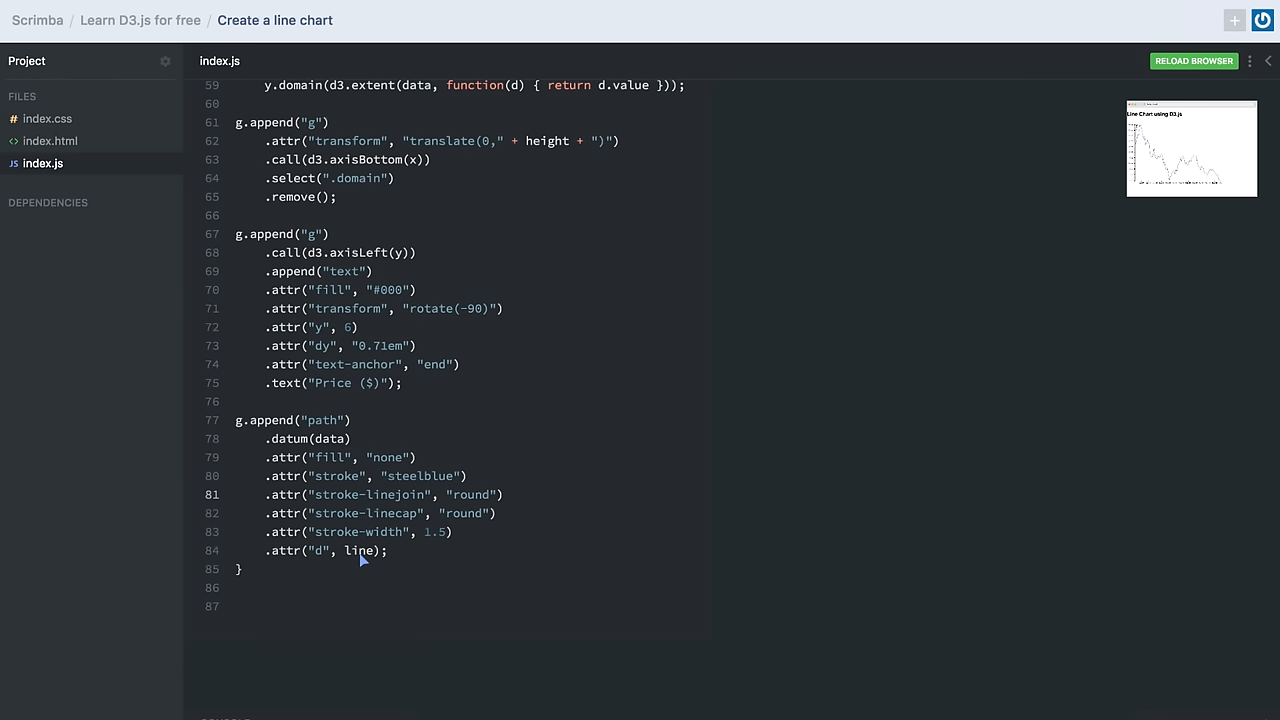 Scrimba / Learn D3.js for free / Create a line chart
Project
index.js
RELOAD BROWSER
FILES
# index.css
<> index.html
JS index.js
DEPENDENCIES
59 y.domain(d3.extent(data, function(d) { return d.value }));
60
61 g.append("g")
62 .attr("transform", "translate(0," + height + ")")
63 .call(d3.axisBottom(x))
64 .select(".domain")
65 .remove();
66
67 g.append("g")
68 .call(d3.axisLeft(y))
69 .append("text")
70 .attr("fill", "#000")
71 .attr("transform", "rotate(-90)")
72 .attr("y", 6)
73 .attr("dy", "0.71em")
74 .attr("text-anchor", "end")
75 .text("Price ($)");
76
77 g.append("path")
78 .datum(data)
79 .attr("fill", "none")
80 .attr("stroke", "steelblue")
81 .attr("stroke-linejoin", "round")
82 .attr("stroke-linecap", "round")
83 .attr("stroke-width", 1.5)
84 .attr("d", line);
85 }
86
87
Line Chart using D3.js